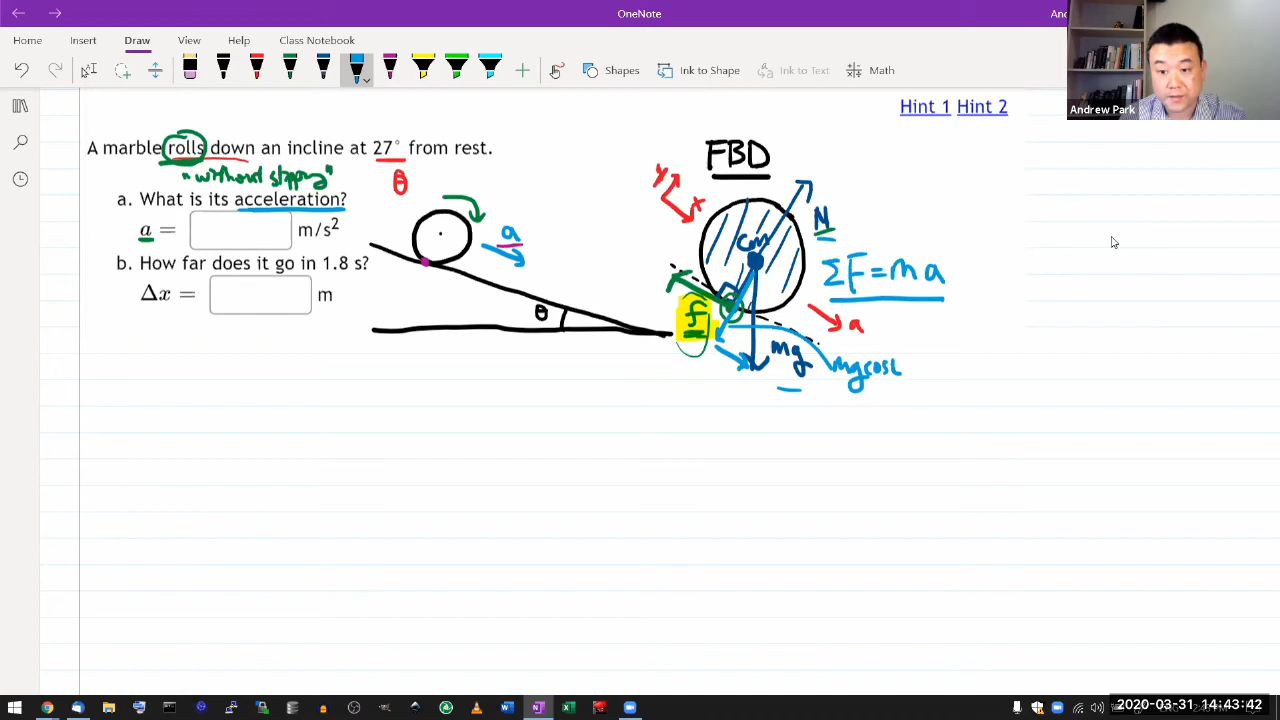 OneNote
And
Home Insert Draw View Help Class Notebook
Shapes Ink to Shape Ink to Text Math
Andrew Park
Hint 1 Hint 2
A marble rolls down an incline at 27° from rest.
"without slipping"
θ
a. What is its acceleration?
a = m/s²
b. How far does it go in 1.8 s?
Δx = m
a
θ
FBD
y
x
N
com
ΣF = ma
f
a
mg
mgcos
2020-03-31 14:43:42